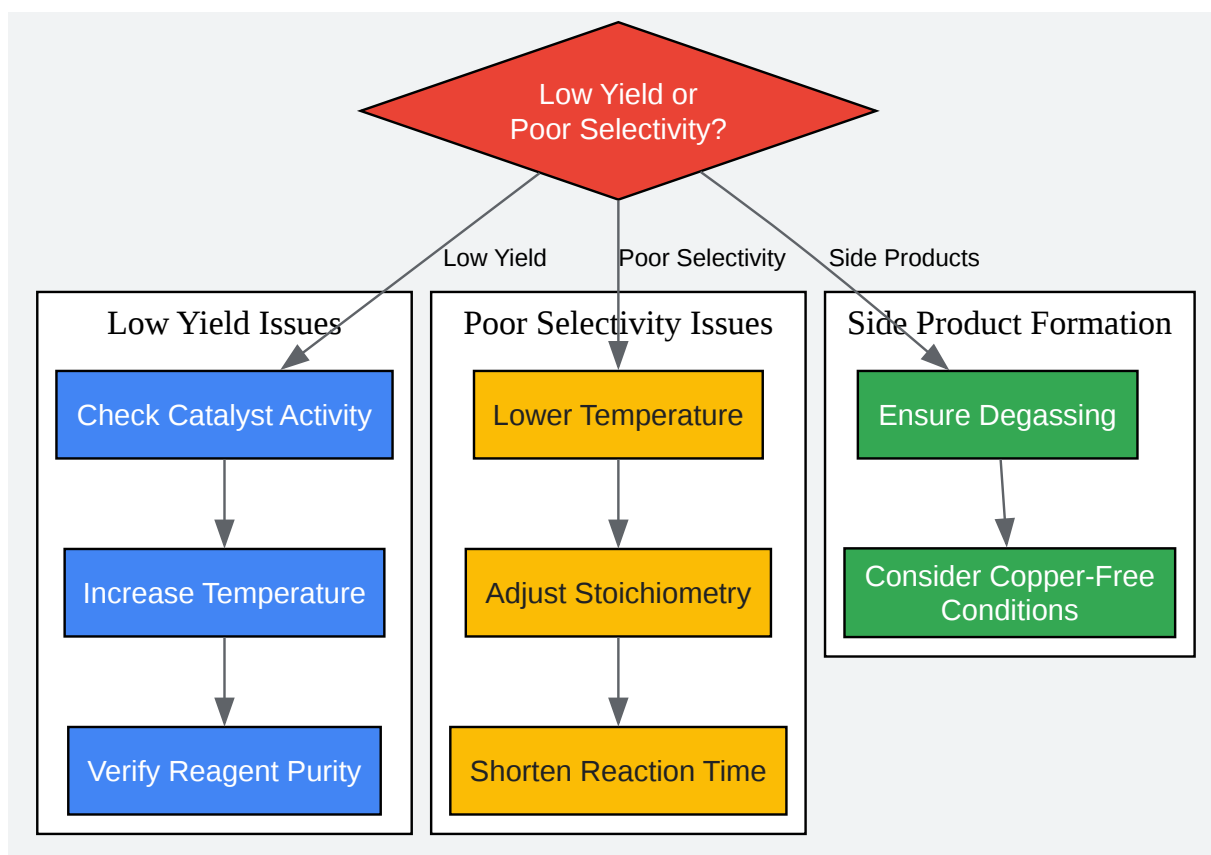 Low Yield or
Poor Selectivity?
Low Yield
Poor Selectivity
Side Products
Low Yield Issues
Check Catalyst Activity
Increase Temperature
Verify Reagent Purity
Poor Selectivity Issues
Lower Temperature
Adjust Stoichiometry
Shorten Reaction Time
Side Product Formation
Ensure Degassing
Consider Copper-Free
Conditions